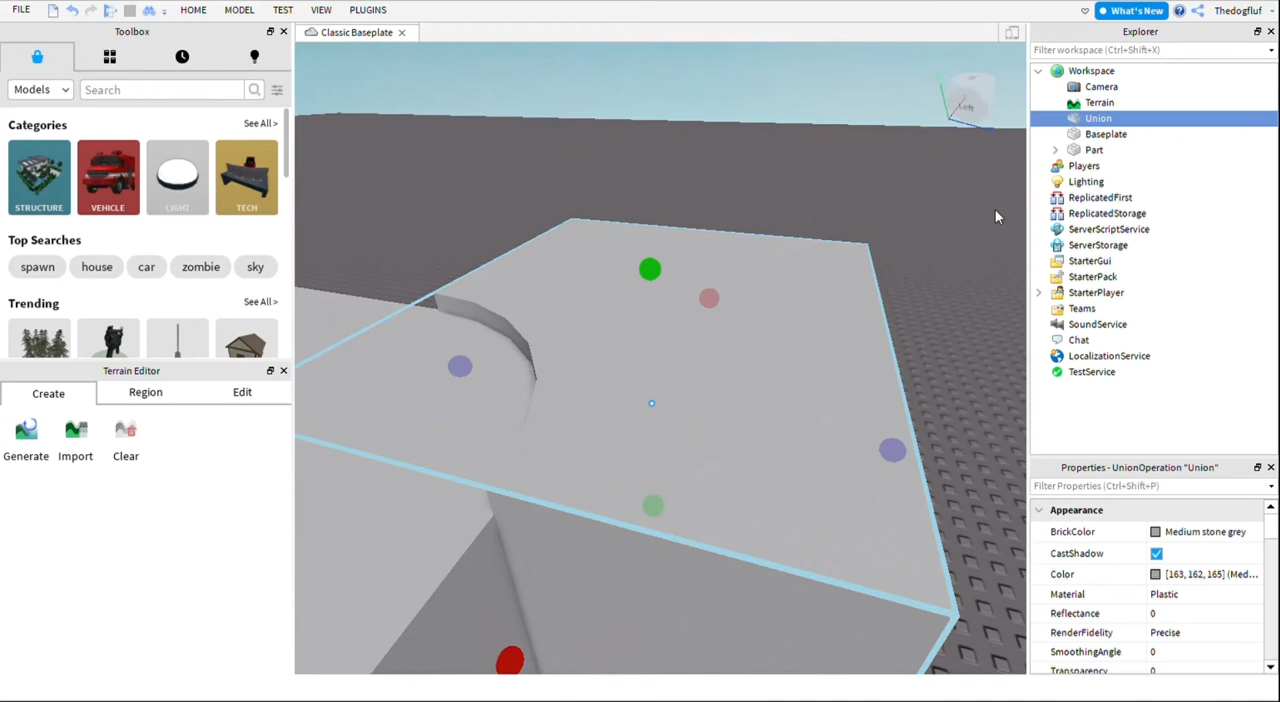 FILE HOME MODEL TEST VIEW PLUGINS What's New ? Thedogfluf
Toolbox
Classic Baseplate
Models Search
Categories See All >
STRUCTURE VEHICLE LIGHT TECH
Top Searches
spawn house car zombie sky
Trending See All >
Terrain Editor
Create Region Edit
Generate Import Clear
Left
Explorer
Filter workspace (Ctrl+Shift+X)
Workspace
Camera
Terrain
Union
Baseplate
Part
Players
Lighting
ReplicatedFirst
ReplicatedStorage
ServerScriptService
ServerStorage
StarterGui
StarterPack
StarterPlayer
Teams
SoundService
Chat
LocalizationService
TestService
Properties - UnionOperation "Union"
Filter Properties (Ctrl+Shift+P)
Appearance
BrickColor Medium stone grey
CastShadow
Color [163, 162, 165] (Med...
Material Plastic
Reflectance 0
RenderFidelity Precise
SmoothingAngle 0
Transparency 0